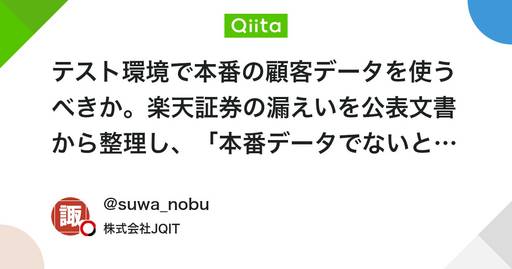 Qiita
テスト環境で本番の顧客データを使う
べきか。楽天証券の漏えいを公表文書
から整理し、「本番データでないと…
諏
@suwa_nobu
株式会社JQIT